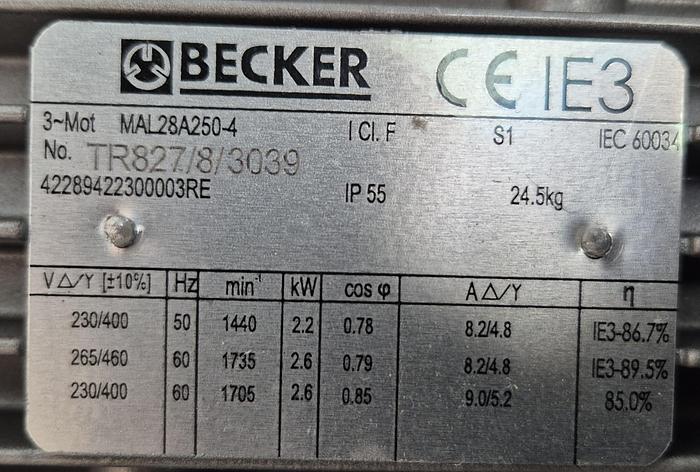 BECKER CE IE3
3~Mot MAL28A250-4 I Cl. F S1 IEC 60034
No. TR827/8/3039
42289422300003RE IP 55 24.5kg
V △/Y [±10%] Hz min⁻¹ kW cos φ A △/Y η
230/400 50 1440 2.2 0.78 8.2/4.8 IE3-86.7%
265/460 60 1735 2.6 0.79 8.2/4.8 IE3-89.5%
230/400 60 1705 2.6 0.85 9.0/5.2 85.0%